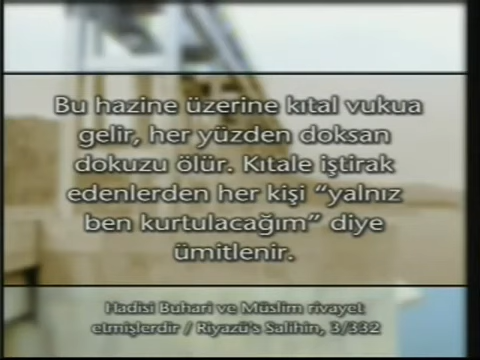 Bu hazine üzerine kıtal vukua
gelir, her yüzden doksan
dokuzu ölür. Kıtale iştirak
edenlerden her kişi “yalnız
ben kurtulacağım” diye
ümitlenir.
Hadisi Buhari ve Müslim rivayet
etmişlerdir / Riyazü's Salihin, 3/332